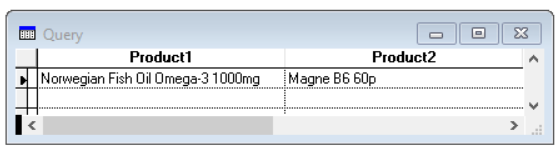 Query
Product1 Product2
Norwegian Fish Oil Omega-3 1000mg Magne B6 60p